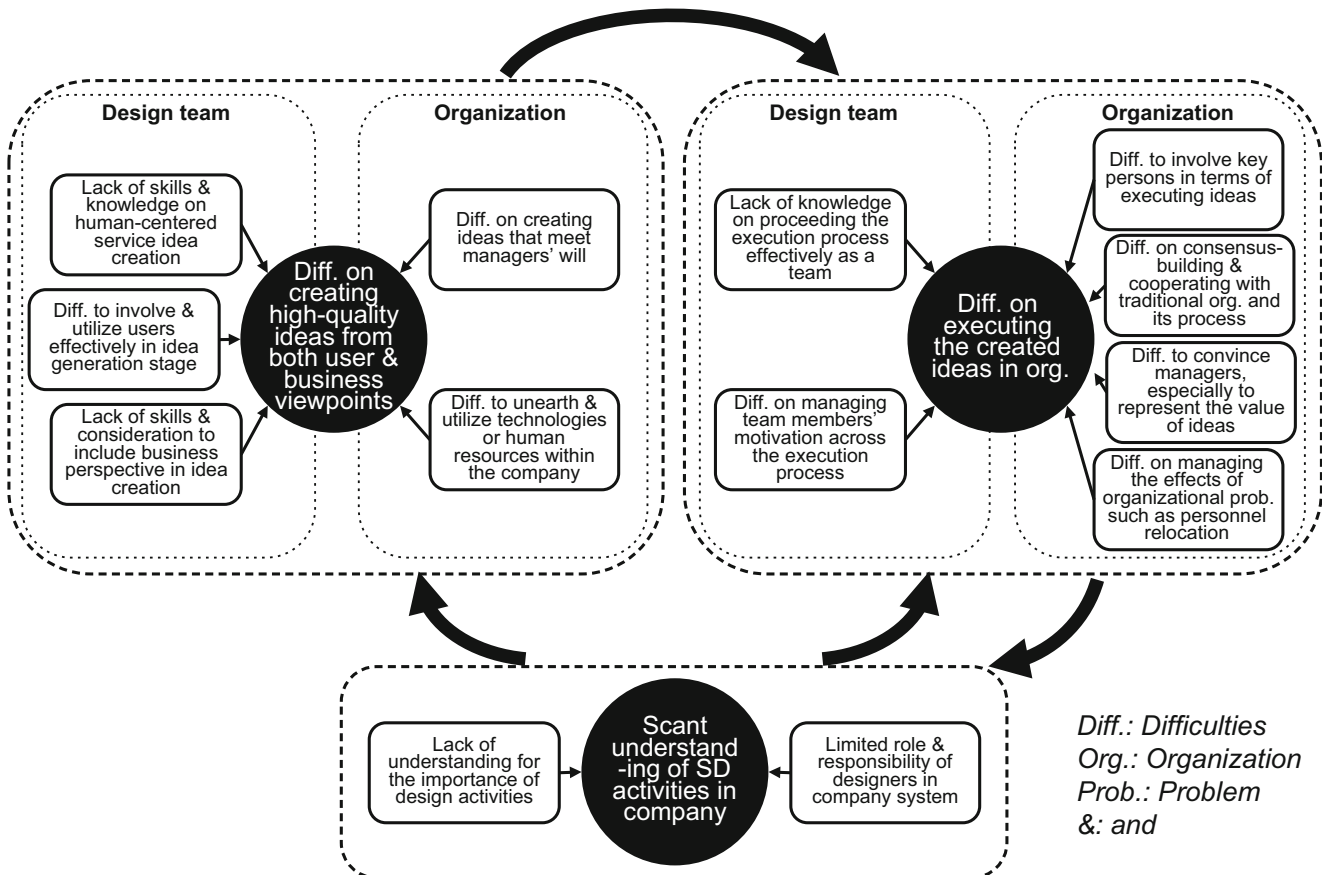 Design team
Organization
Lack of skills &
knowledge on
human-centered
service idea
creation
Diff. to involve &
utilize users
effectively in idea
generation stage
Lack of skills &
consideration to
include business
perspective in idea
creation
Diff. on
creating
high-quality
ideas from
both user &
business
viewpoints
Diff. on creating
ideas that meet
managers’ will
Diff. to unearth &
utilize technologies
or human
resources within
the company
Design team
Organization
Lack of knowledge
on proceeding the
execution process
effectively as a
team
Diff. on managing
team members’
motivation across
the execution
process
Diff. on
executing
the created
ideas in org.
Diff. to involve key
persons in terms of
executing ideas
Diff. on consensus-
building &
cooperating with
traditional org. and
its process
Diff. to convince
managers,
especially to
represent the value
of ideas
Diff. on managing
the effects of
organizational prob.
such as personnel
relocation
Lack of
understanding for
the importance of
design activities
Scant
understand
-ing of SD
activities in
company
Limited role &
responsibility of
designers in
company system
Diff.: Difficulties
Org.: Organization
Prob.: Problem
&: and